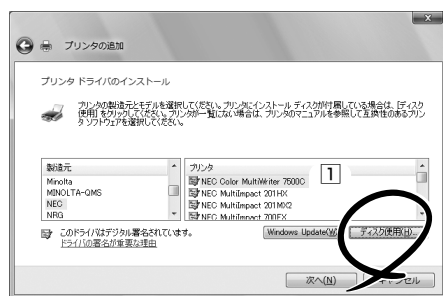 プリンタの追加
プリンタ ドライバのインストール
プリンタの製造元とモデルを選択してください。プリンタにインストール ディスクが付属している場合は、[ディスク
使用] をクリックしてください。プリンタが一覧にない場合は、プリンタのマニュアルを参照して互換性のあるプリン
タ ソフトウェアを選択してください。
製造元
Minolta
MINOLTA-QMS
NEC
NRG
プリンタ
NEC Color MultiWriter 7500C
NEC MultiImpact 201HX
NEC MultiImpact 201MX2
NEC MultiImpact 700EX
1
このドライバはデジタル署名されています。
ドライバの署名が重要な理由
Windows Update(W)
ディスク使用(H)...
次へ(N)
キャンセル